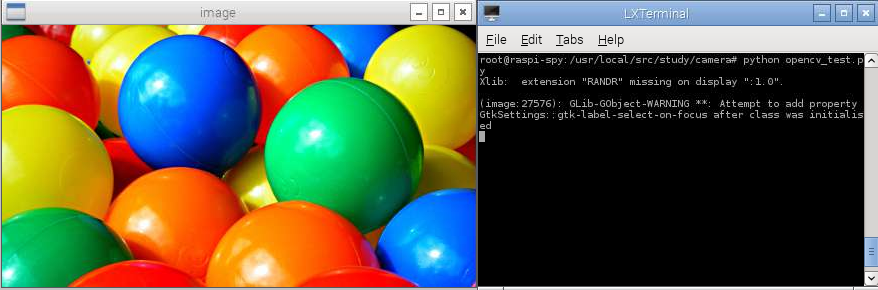 image
LXTerminal
File Edit Tabs Help
root@raspi-spy:/usr/local/src/study/camera# python opencv_test.p
y
Xlib:  extension "RANDR" missing on display ":1.0".
(image:27576): GLib-GObject-WARNING **: Attempt to add property
GtkSettings::gtk-label-select-on-focus after class was initialis
ed